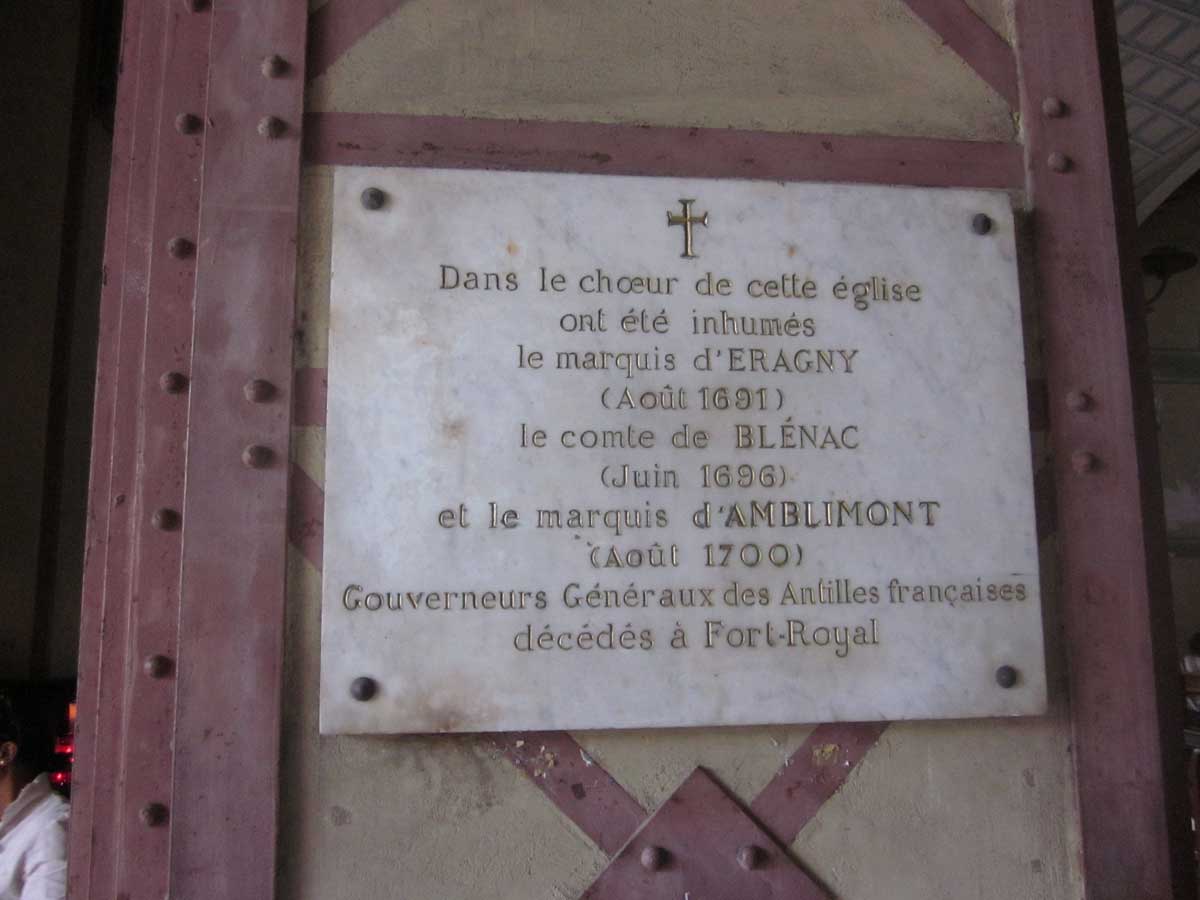 Dans le chœur de cette église
ont été inhumés
le marquis d'ERAGNY
(Août 1691)
le comte de BLÉNAC
(Juin 1696)
et le marquis d'AMBLIMONT
(Août 1700)
Gouverneurs Généraux des Antilles françaises
décédés à Fort-Royal